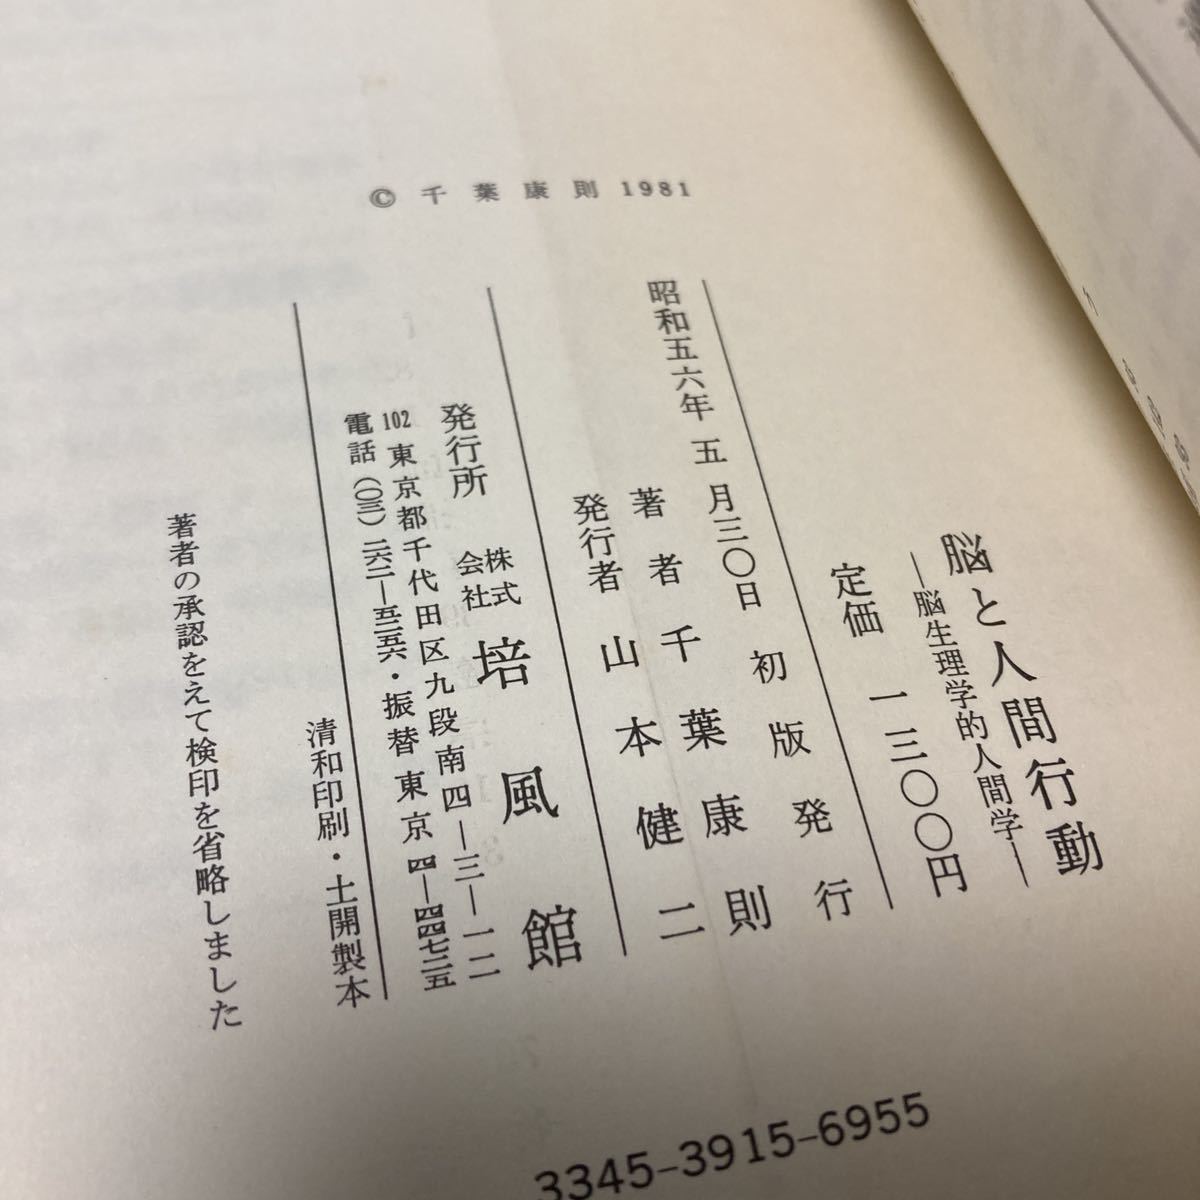 © 千葉康則 1981
脳と人間行動
―脳生理学的人間学―
定価 一三〇〇円
昭和五六年 五月三〇日 初版発行
著者 千葉康則
発行者 山本健二
発行所 株式会社 培風館
102 東京都千代田区九段南四―三―一二
電話(〇三)二六二―五二五六・振替東京四―四四七二五
清和印刷・土開製本
著者の承認をえて検印を省略しました
3345-3915-6955